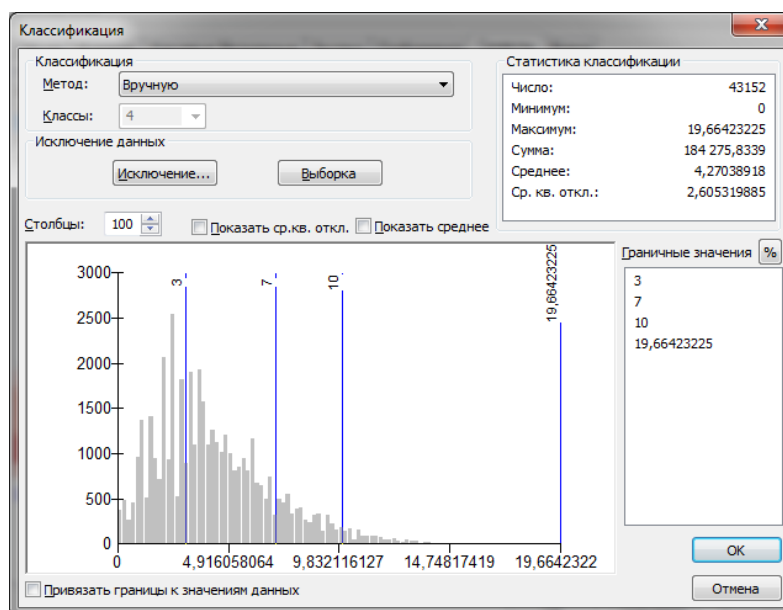 Классификация
Классификация
Метод: Вручную
Классы: 4
Исключение данных
Исключение... Выборка
Статистика классификации
Число: 43152
Минимум: 0
Максимум: 19,66423225
Сумма: 184 275,8339
Среднее: 4,27038918
Ср. кв. откл.: 2,605319885
Столбцы: 100 Показать ср.кв. откл. Показать среднее
Граничные значения %
3
7
10
19,66423225
3000
2500
2000
1500
1000
500
0
3
7
10
19,66423225
0 4,916058064 9,832116127 14,74817419 19,6642322
Привязать границы к значениям данных
OK
Отмена